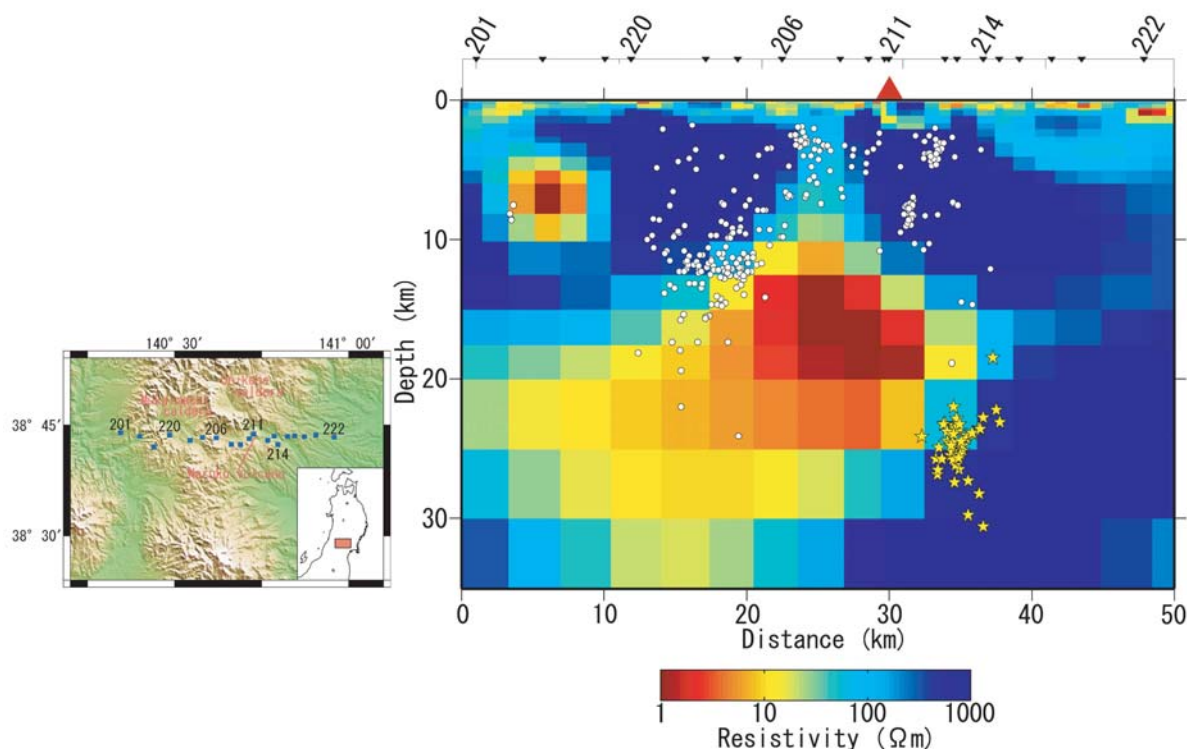 201 220 206 211 214 222
0
10
20
30
Depth (km)
0 10 20 30 40 50
Distance (km)
1 10 100 1000
Resistivity (Ωm)
140° 30' 141° 00'
38° 45'
38° 30'
caldera
201 220 206 211 222
214